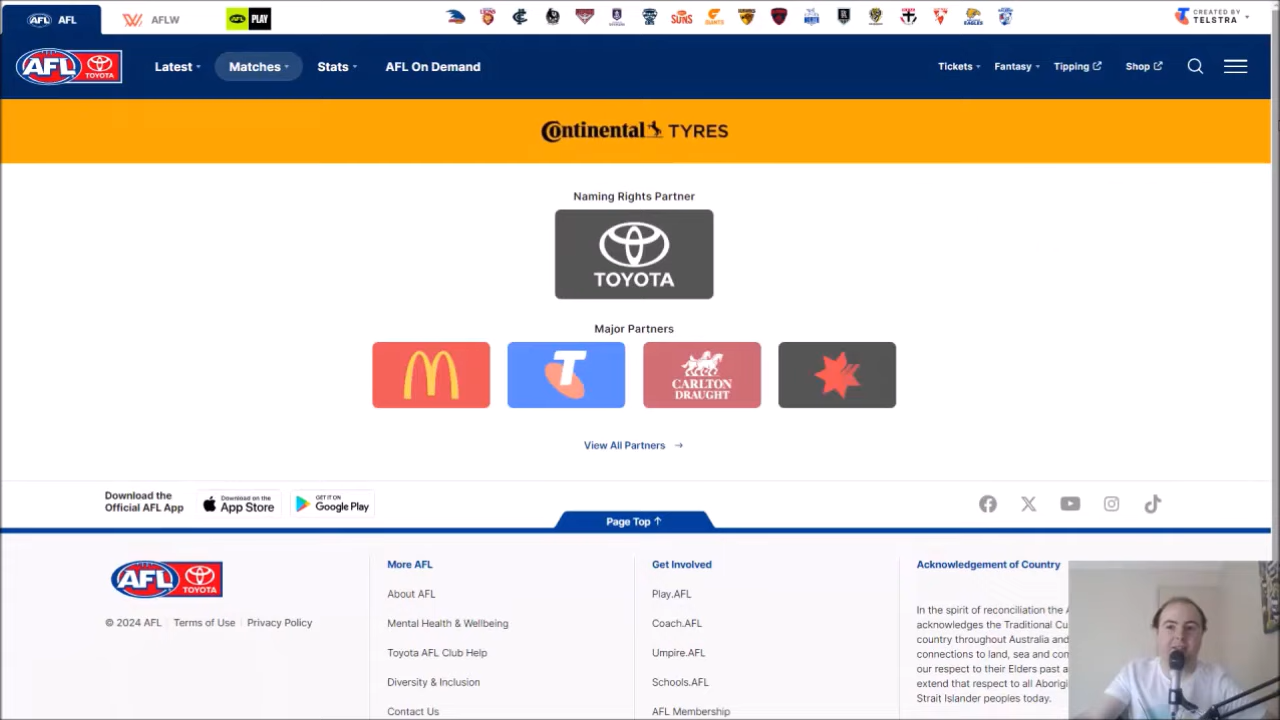 AFL
AFLW
AFL PLAY
SUNS
GIANTS
CREATED BY
TELSTRA
AFL TOYOTA
Latest
Matches
Stats
AFL On Demand
Tickets
Fantasy
Tipping
Shop
Continental TYRES
Naming Rights Partner
TOYOTA
Major Partners
CARLTON
DRAUGHT
View All Partners →
Download the
Official AFL App
Download on the
App Store
GET IT ON
Google Play
Page Top ↑
AFL TOYOTA
© 2024 AFL
Terms of Use
Privacy Policy
More AFL
About AFL
Mental Health & Wellbeing
Toyota AFL Club Help
Diversity & Inclusion
Contact Us
Get Involved
Play.AFL
Coach.AFL
Umpire.AFL
Schools.AFL
AFL Membership
Acknowledgement of Country
In the spirit of reconciliation the
acknowledges the Traditional
country throughout Australia and
connections to land, sea and
our respect to their Elders past
extend that respect to all
Strait Islander peoples today.